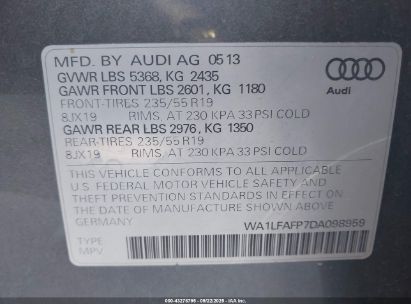 MFD. BY AUDI AG 05 13
GVWR LBS 5368, KG 2435
GAWR FRONT LBS 2601, KG 1180
FRONT-TIRES 235/55 R19
8JX19 RIMS, AT 230 KPA 33 PSI COLD
GAWR REAR LBS 2976, KG 1350
REAR-TIRES 235/55 R19
8JX19 RIMS, AT 230 KPA 33 PSI COLD
Audi
THIS VEHICLE CONFORMS TO ALL APPLICABLE
U.S. FEDERAL MOTOR VEHICLE SAFETY AND
THEFT PREVENTION STANDARDS IN EFFECT ON
THE DATE OF MANUFACTURE SHOWN ABOVE
GERMANY WA1LFAFP7DA098959
TYPE:
MPV